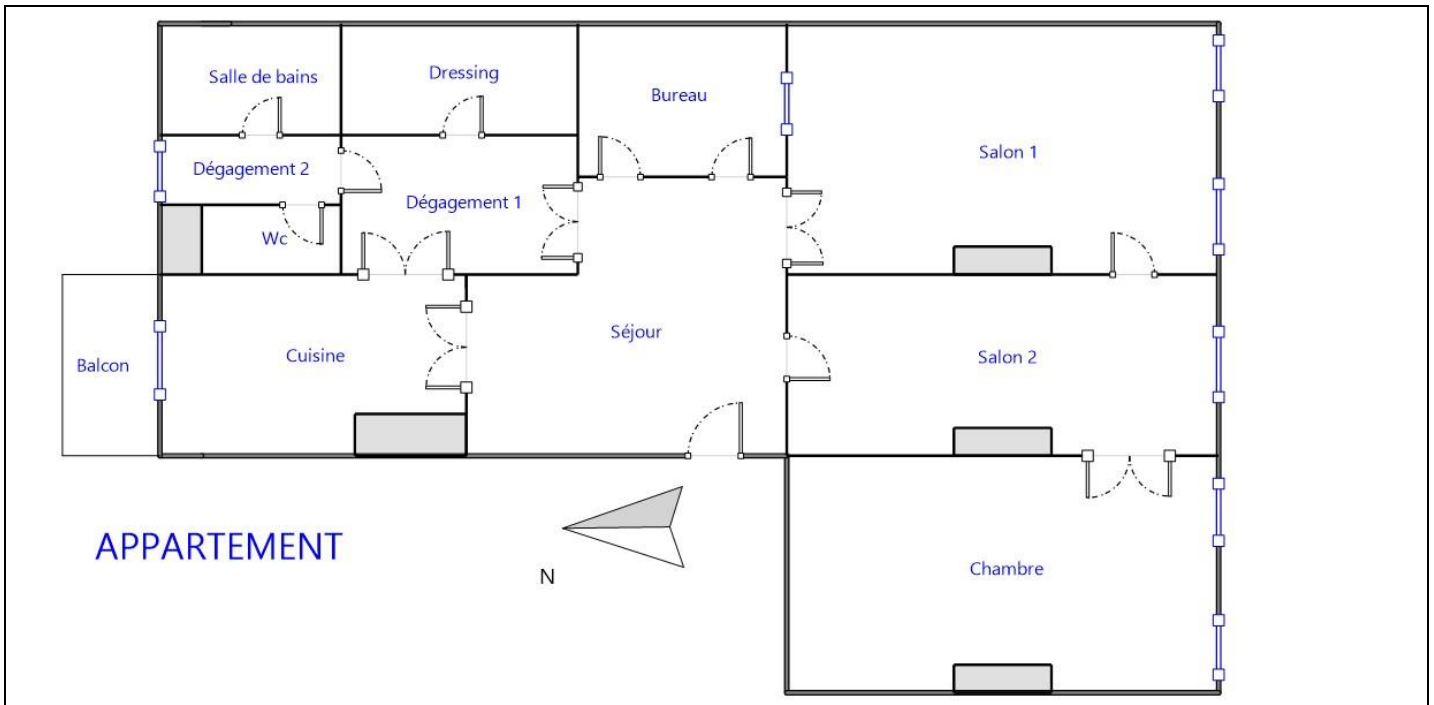 Salle de bains
Dressing
Bureau
Salon 1
Dégagement 2
Dégagement 1
Wc
Séjour
Cuisine
Salon 2
Balcon
APPARTEMENT
N
Chambre